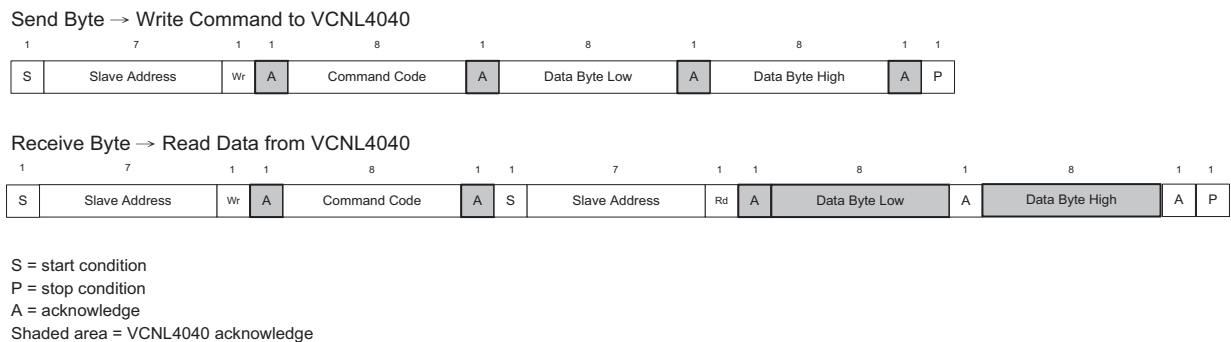 Send Byte → Write Command to VCNL4040
1 7 1 1 8 1 8 1 8 1 1
S Slave Address Wr A Command Code A Data Byte Low A Data Byte High A P
Receive Byte → Read Data from VCNL4040
1 7 1 1 8 1 1 7 1 1 8 1 8 1 1
S Slave Address Wr A Command Code A S Slave Address Rd A Data Byte Low A Data Byte High A P
S = start condition
P = stop condition
A = acknowledge
Shaded area = VCNL4040 acknowledge